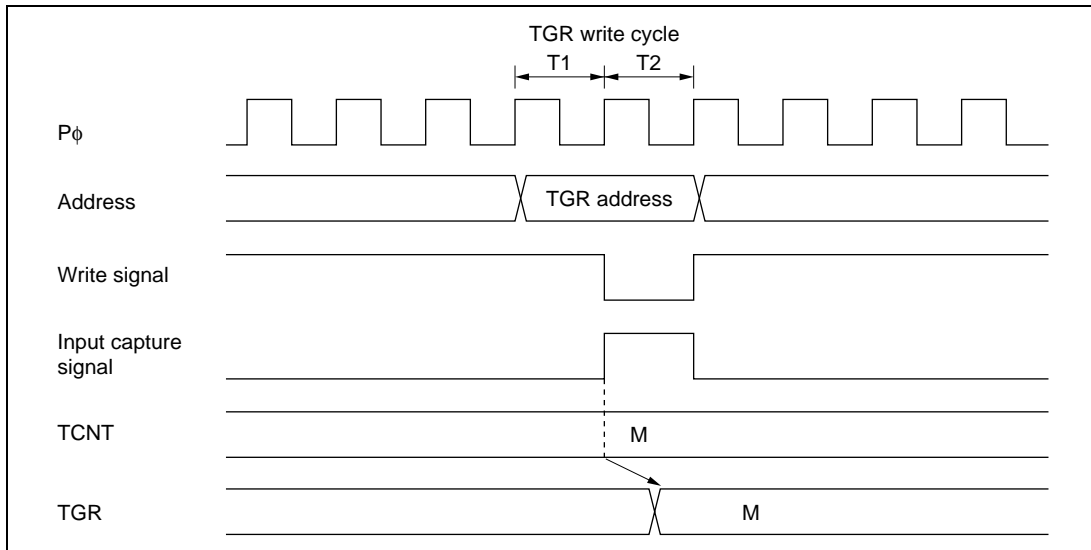 TGR write cycle
T1 T2
Pϕ
Address TGR address
Write signal
Input capture
signal
TCNT M
TGR M